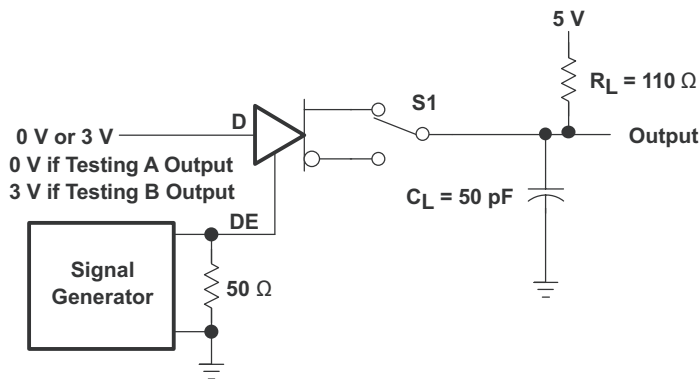 5 V
R_L = 110 Ω
S1
D
0 V or 3 V
Output
0 V if Testing A Output
3 V if Testing B Output
C_L = 50 pF
DE
Signal
Generator
50 Ω